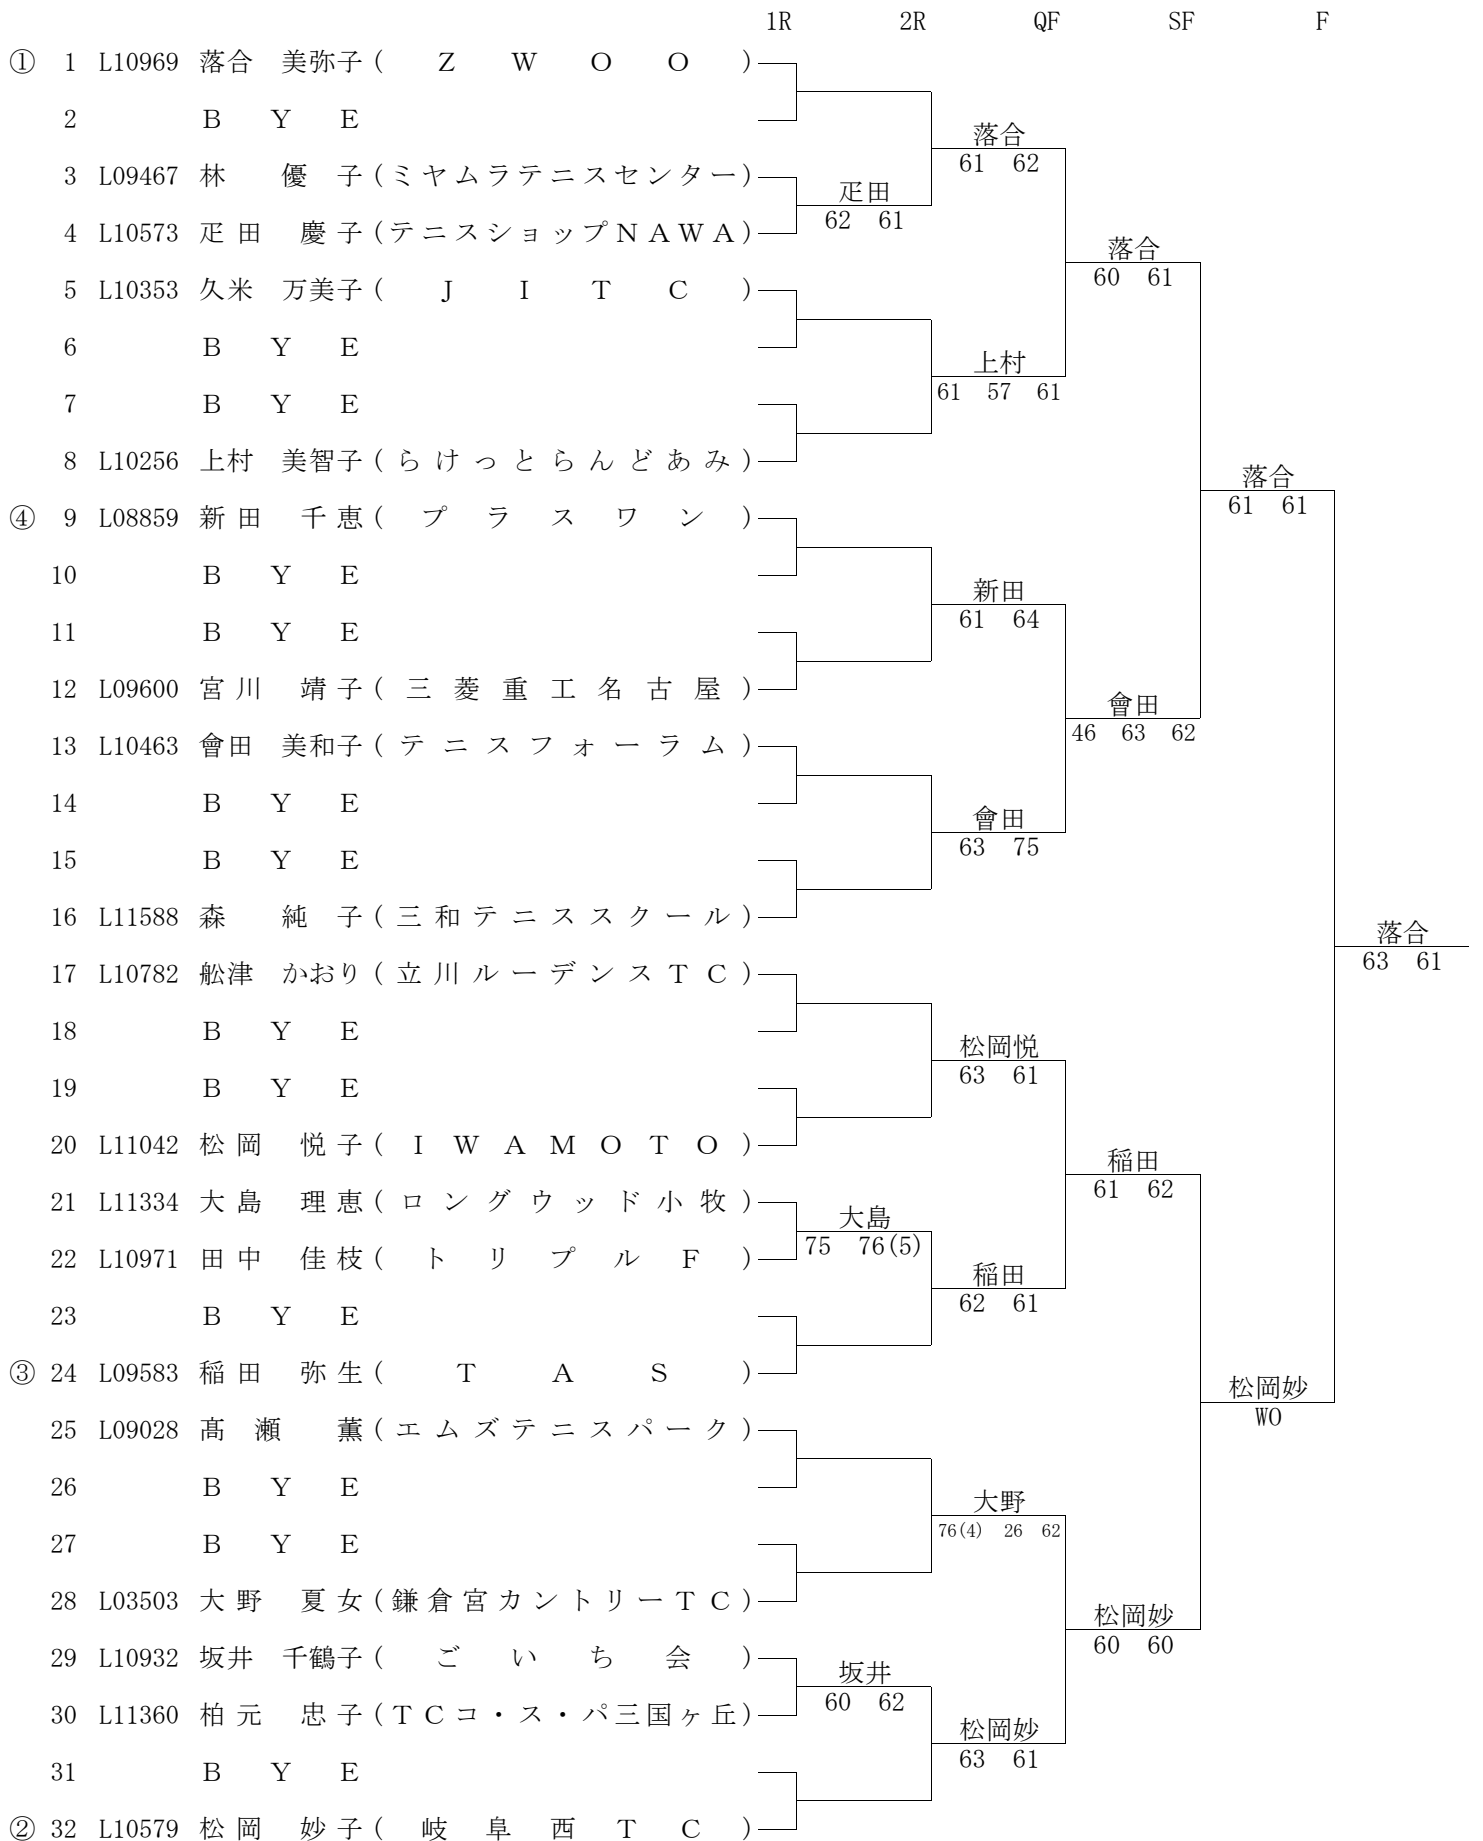 1R 2R QF SF F
① 1 L10969 落合 美弥子 ( Z W O O )
2 B Y E
落合
3 L09467 林 優 子 ( ミヤムラテニスセンター )
61 62
疋田
4 L10573 疋 田 慶 子 ( テニスショップNAWA )
62 61
落合
5 L10353 久米 万美子 ( J I T C )
60 61
6 B Y E
上村
61 57 61
7 B Y E
8 L10256 上村 美智子 ( らけっとらんどあみ )
落合
④ 9 L08859 新 田 千 恵 ( プ ラ ス ワ ン )
61 61
10 B Y E
新田
61 64
11 B Y E
12 L09600 宮 川 靖 子 ( 三 菱 重 工 名 古 屋 )
會田
46 63 62
13 L10463 會田 美和子 ( テニスフォーラム )
14 B Y E
會田
63 75
15 B Y E
16 L11588 森 純 子 ( 三和テニススクール )
落合
63 61
17 L10782 舩津 かおり ( 立川ルーデンスTC )
18 B Y E
松岡悦
63 61
19 B Y E
20 L11042 松 岡 悦 子 ( I W A M O T O )
稲田
61 62
21 L11334 大 島 理 恵 ( ロングウッド小牧 )
大島
75 76(5)
22 L10971 田 中 佳 枝 ( ト リ プ ル F )
稲田
62 61
23 B Y E
③ 24 L09583 稲 田 弥 生 ( T A S )
松岡妙
WO
25 L09028 髙 瀬 薫 ( エムズテニスパーク )
26 B Y E
大野
76(4) 26 62
27 B Y E
28 L03503 大 野 夏 女 ( 鎌倉宮カントリーTC )
松岡妙
60 60
29 L10932 坂井 千鶴子 ( ご い ち 会 )
坂井
60 62
30 L11360 柏 元 忠 子 ( TCコ・ス・パ三国ヶ丘 )
松岡妙
63 61
31 B Y E
② 32 L10579 松 岡 妙 子 ( 岐 阜 西 T C )